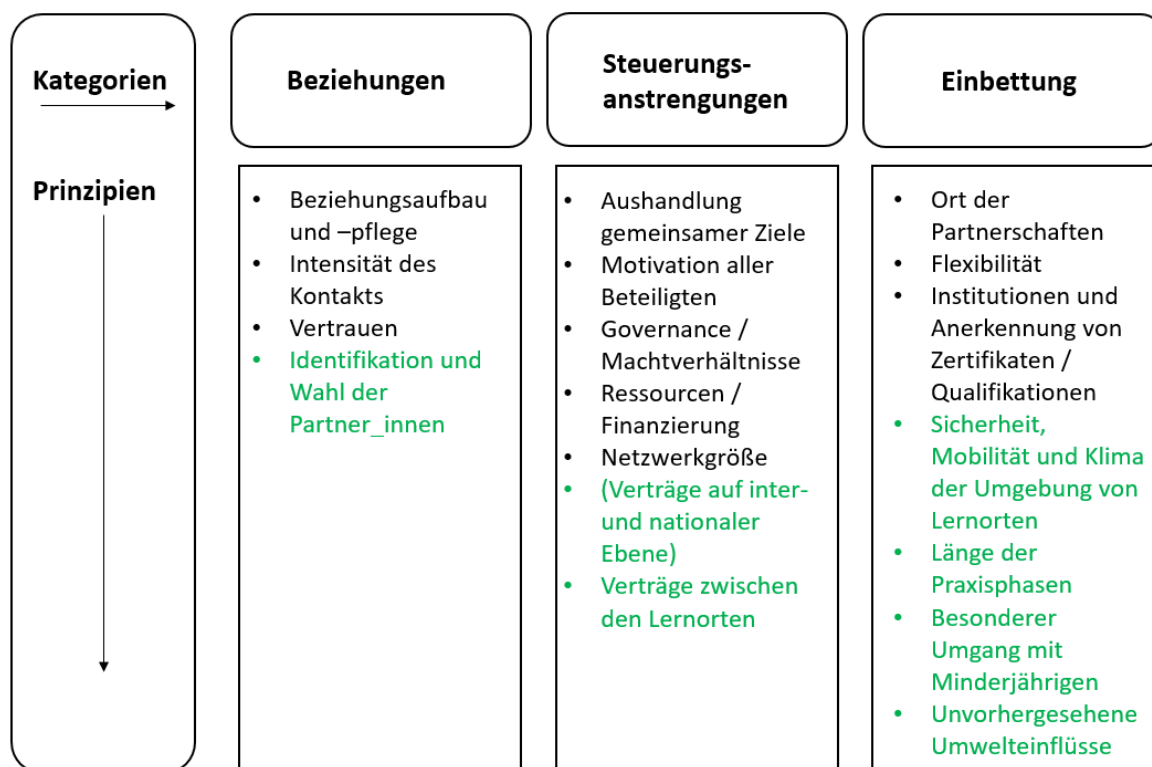 Kategorien
Prinzipien
Beziehungen
• Beziehungsaufbau
und –pflege
• Intensität des
Kontakts
• Vertrauen
• Identifikation und
Wahl der
Partner_innen
Steuerungs-
anstrengungen
• Aushandlung
gemeinsamer Ziele
• Motivation aller
Beteiligten
• Governance /
Machtverhältnisse
• Ressourcen /
Finanzierung
• Netzwerkgröße
• (Verträge auf inter-
und nationaler
Ebene)
• Verträge zwischen
den Lernorten
Einbettung
• Ort der
Partnerschaften
• Flexibilität
• Institutionen und
Anerkennung von
Zertifikaten /
Qualifikationen
• Sicherheit,
Mobilität und Klima
der Umgebung von
Lernorten
• Länge der
Praxisphasen
• Besonderer
Umgang mit
Minderjährigen
• Unvorhergesehene
Umwelteinflüsse